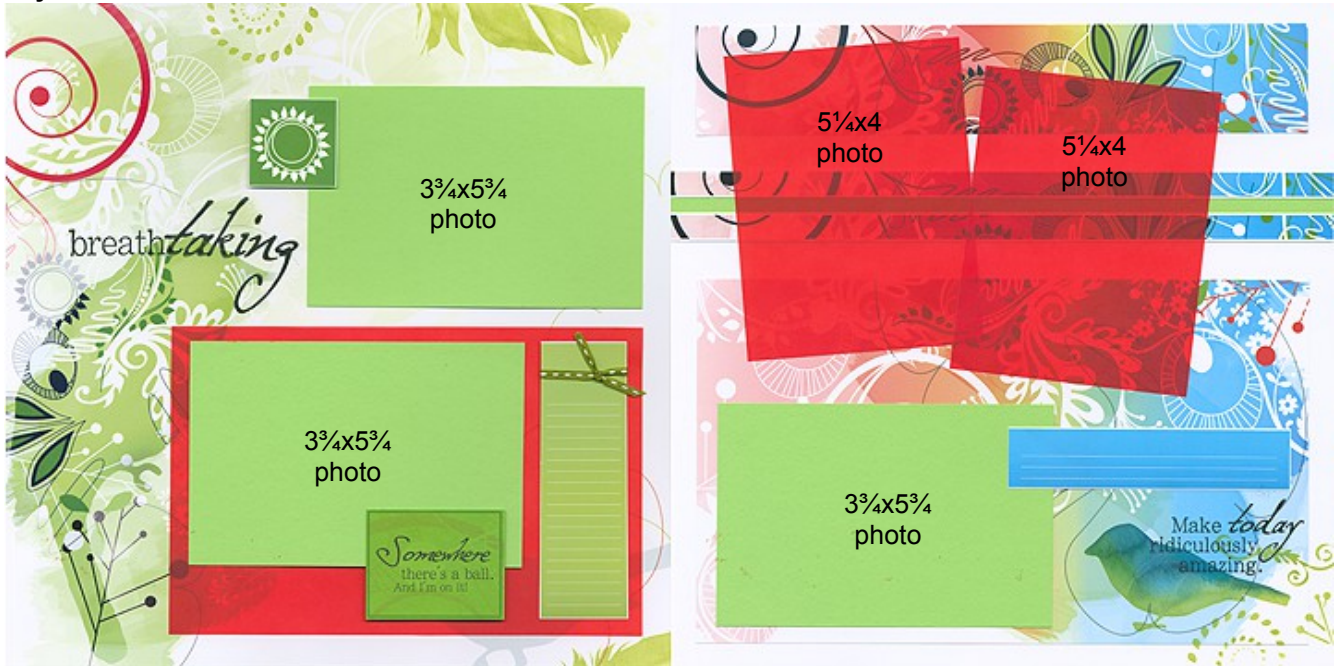 3¾x5¾
photo
breathtaking
3¾x5¾
photo
Somewhere
there's a ball.
And I'm on it!
5¼x4
photo
5¼x4
photo
3¾x5¾
photo
Make today
ridiculously
amazing.